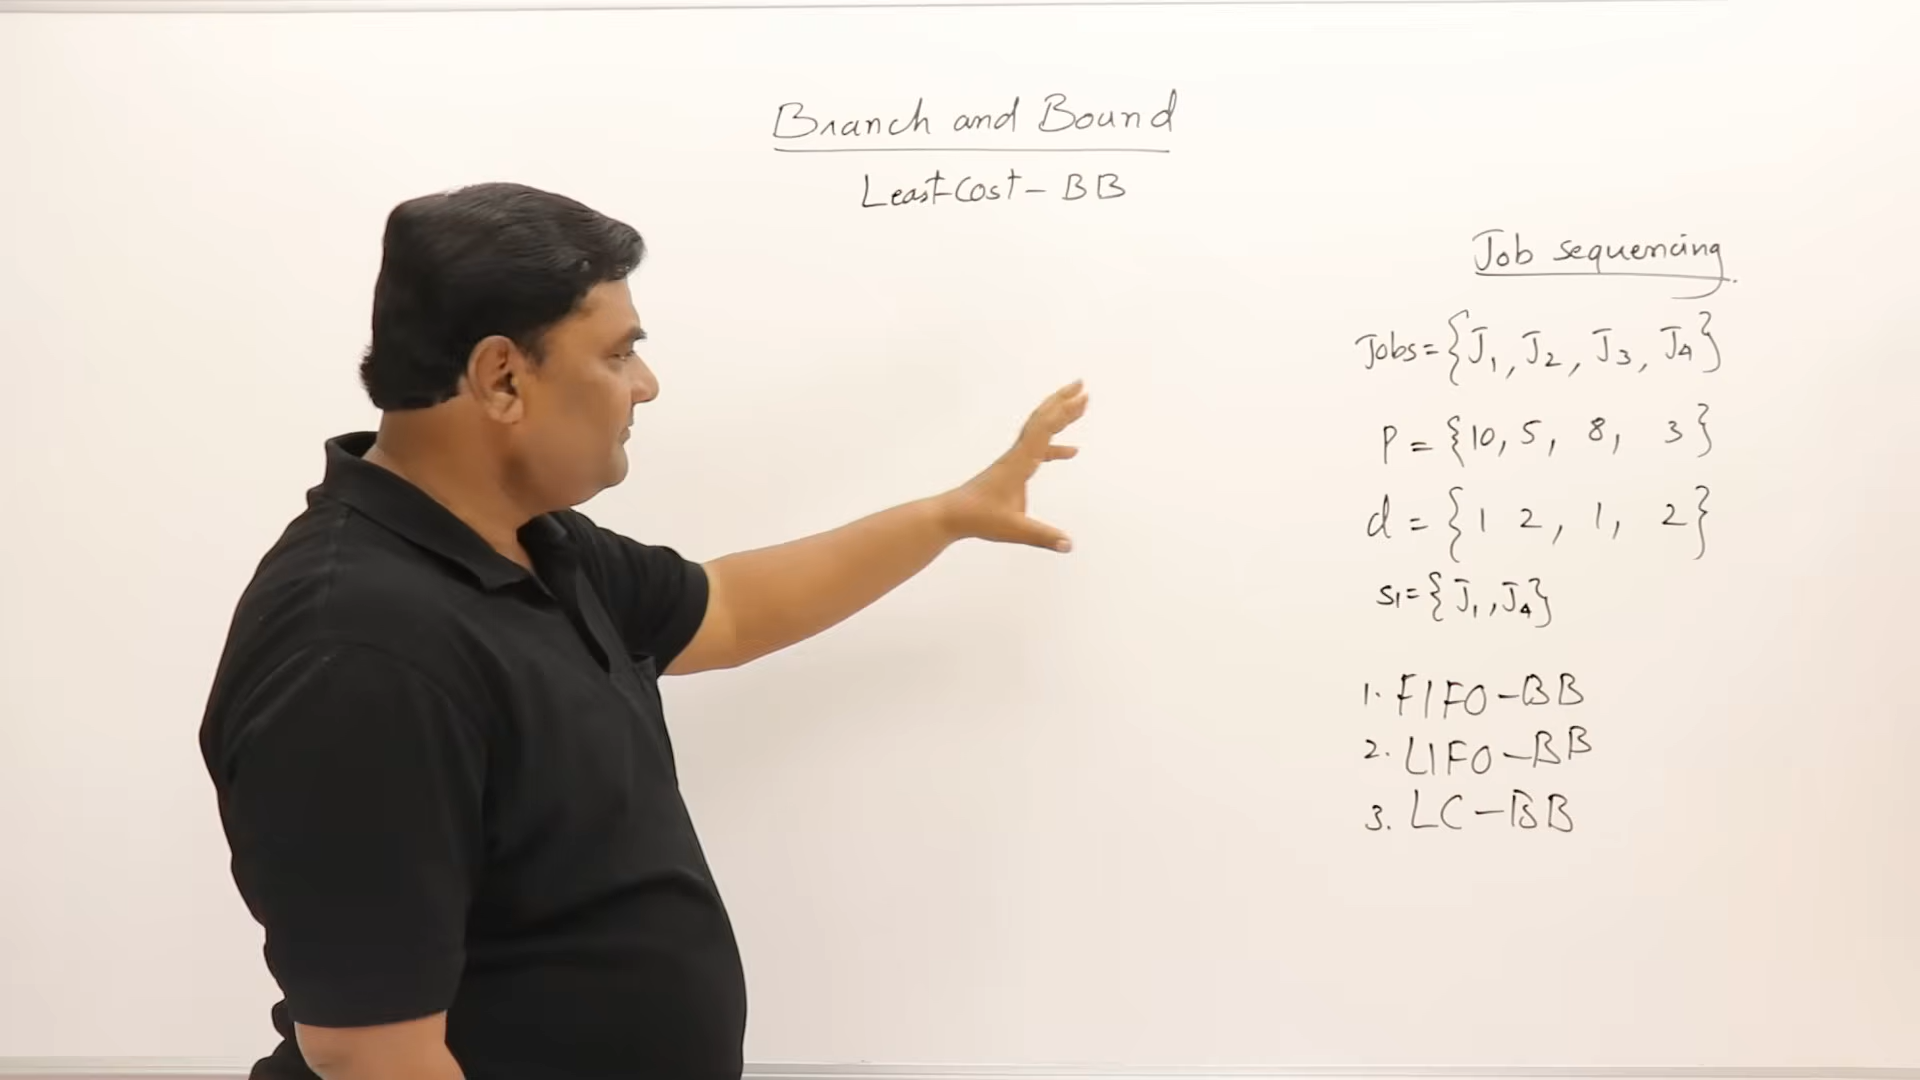 Branch and Bound
Least Cost - BB
Job sequencing
Jobs = {J1, J2, J3, J4}
P = {10, 5, 8, 3}
d = {1 2, 1, 2}
S1 = {J1, J4}
1. FIFO - BB
2. LIFO - BB
3. LC - BB